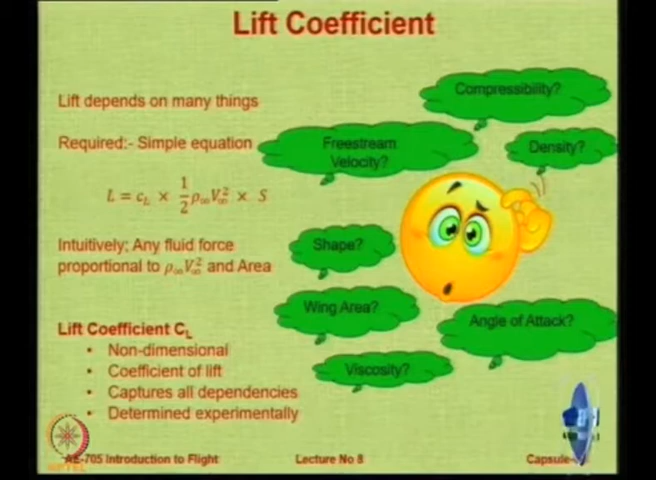 Lift Coefficient
Lift depends on many things
Required:- Simple equation
L = c_L × 1/2 ρ∞V∞² × S
Intuitively; Any fluid force
proportional to ρ∞V∞² and Area
Lift Coefficient C_L
• Non-dimensional
• Coefficient of lift
• Captures all dependencies
• Determined experimentally
Compressibility?
Freestream
Velocity?
Density?
Shape?
Wing Area?
Angle of Attack?
Viscosity?
NPTEL
AE-705 Introduction to Flight
Lecture No 8
Capsule-